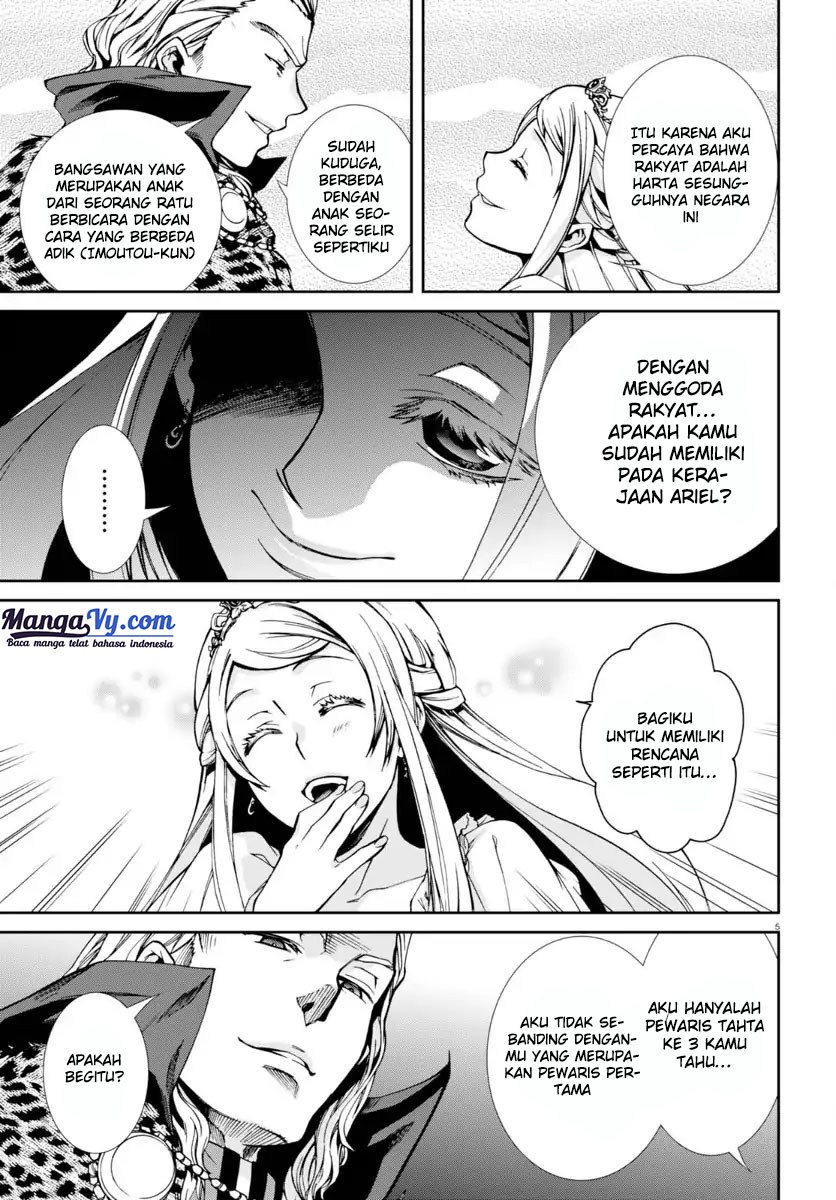 ITU KARENA AKU
PERCAYA BAHWA
RAKYAT ADALAH
HARTA SESUNG-
GUHNYA NEGARA
INI
SUDAH
KUDUGA,
BERBEDA
DENGAN
ANAK SEO-
RANG SELIR
SEPERTIKU
BANGSAWAN YANG
MERUPAKAN ANAK
DARI SEORANG RATU
BERBICARA DENGAN
CARA YANG BERBEDA
ADIK (IMOUTOU-KUN)
DENGAN
MENGGODA
RAKYAT...
APAKAH KAMU
SUDAH MEMILIKI
PADA KERA-
JAAN ARIEL?
.........
MangaVy.com
Baca manga telat bahasa indonesia
BAGIKU
UNTUK MEMILIKI
RENCANA
SEPERTI ITU...
5
AKU HANYALAH
PEWARIS TAHTA
KE 3 KAMU
TAHU...
AKU TIDAK SE-
BANDING DENGAN-
MU YANG MERUPA-
KAN PEWARIS PER-
TAMA
APAKAH
BEGITU?